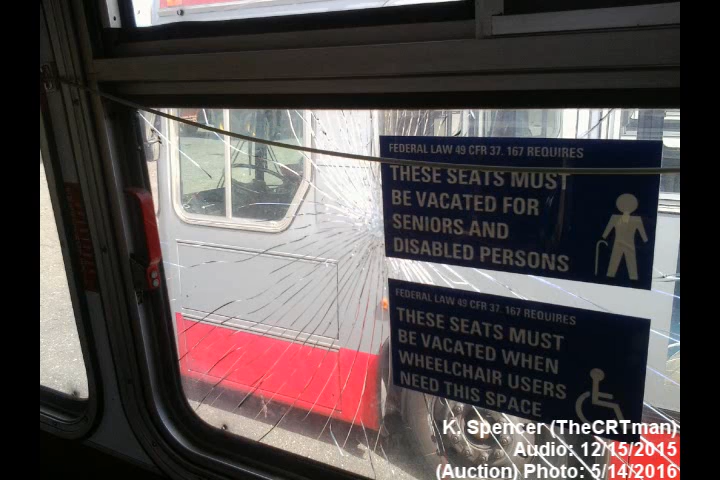 FEDERAL LAW 49 CFR 37. 167 REQUIRES
THESE SEATS MUST
BE VACATED FOR
SENIORS AND
DISABLED PERSONS
FEDERAL LAW 49 CFR 37. 167 REQUIRES
THESE SEATS MUST
BE VACATED WHEN
WHEELCHAIR USERS
NEED THIS SPACE
K. Spencer (TheCRTman)
Audio: 12/15/2015
(Auction) Photo: 5/14/2016